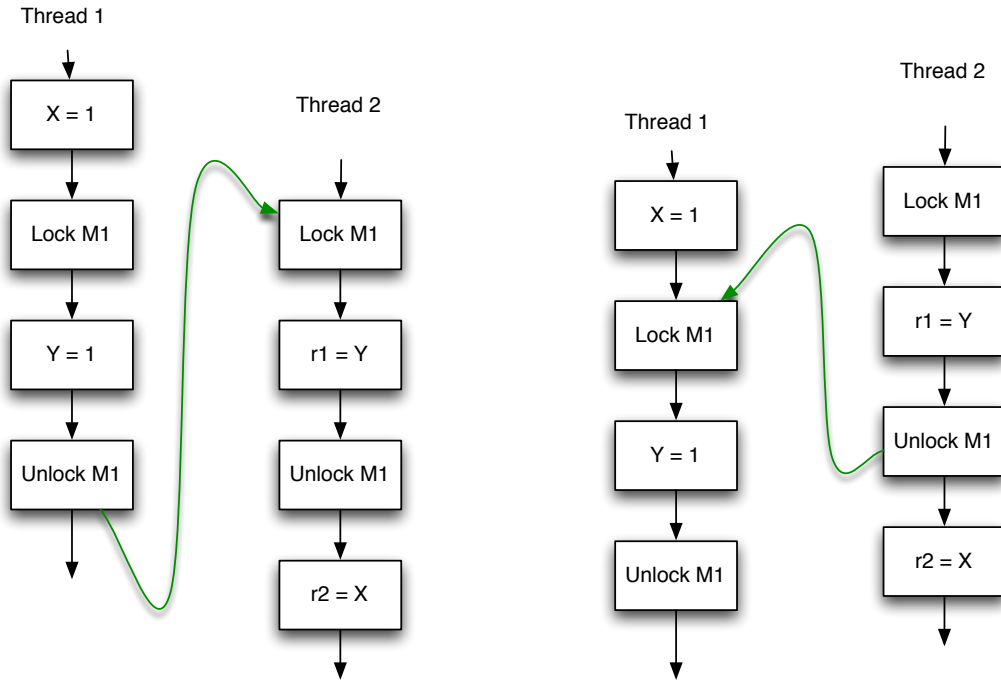 Thread 1
X = 1
Lock M1
Y = 1
Unlock M1
Thread 2
Lock M1
r1 = Y
Unlock M1
r2 = X
Thread 1
X = 1
Lock M1
Y = 1
Unlock M1
Thread 2
Lock M1
r1 = Y
Unlock M1
r2 = X